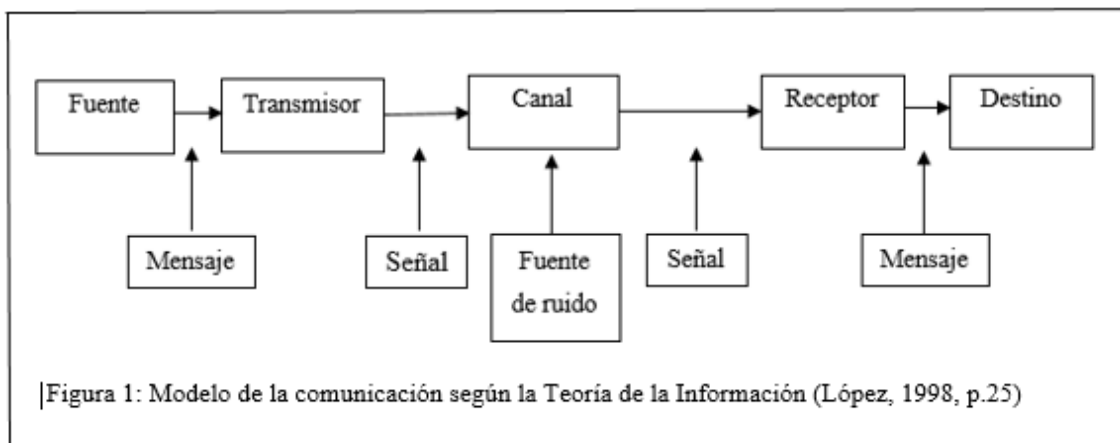 Fuente
Transmisor
Canal
Receptor
Destino
Mensaje
Señal
Fuente
de ruido
Señal
Mensaje
Figura 1: Modelo de la comunicación según la Teoría de la Información (López, 1998, p.25)